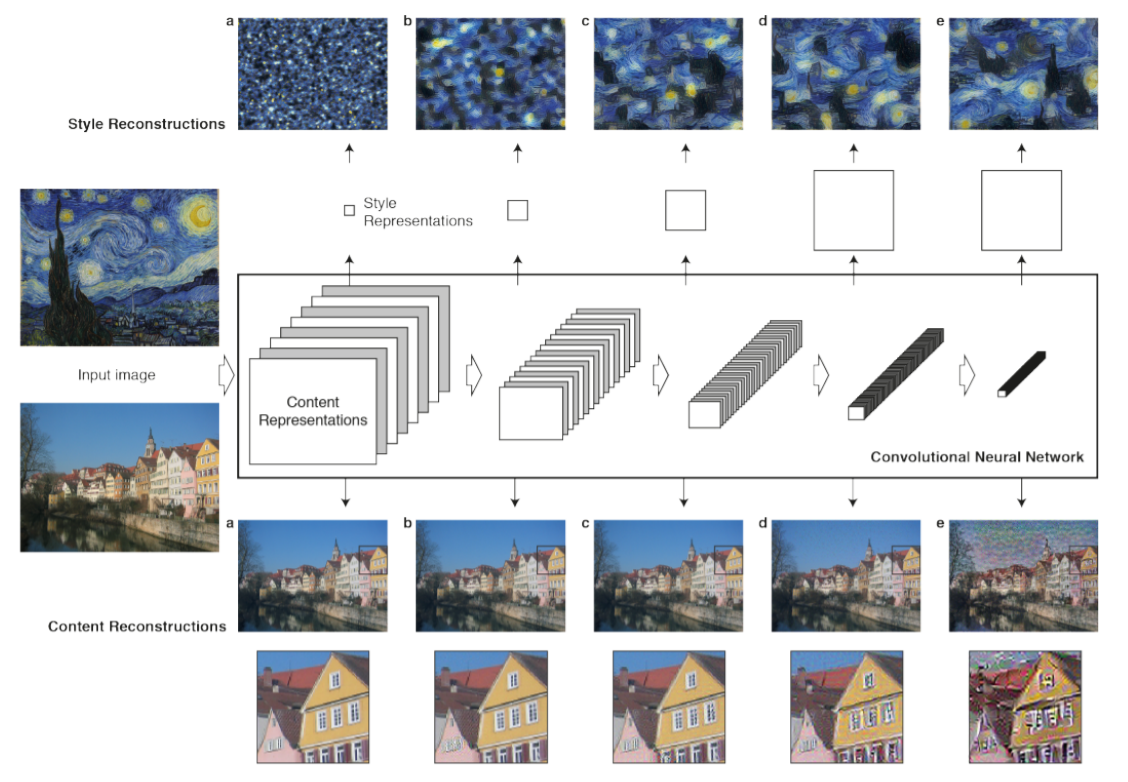 a
b
c
d
e
Style Reconstructions
Style
Representations
Input image
Content
Representations
Convolutional Neural Network
a
b
c
d
e
Content Reconstructions